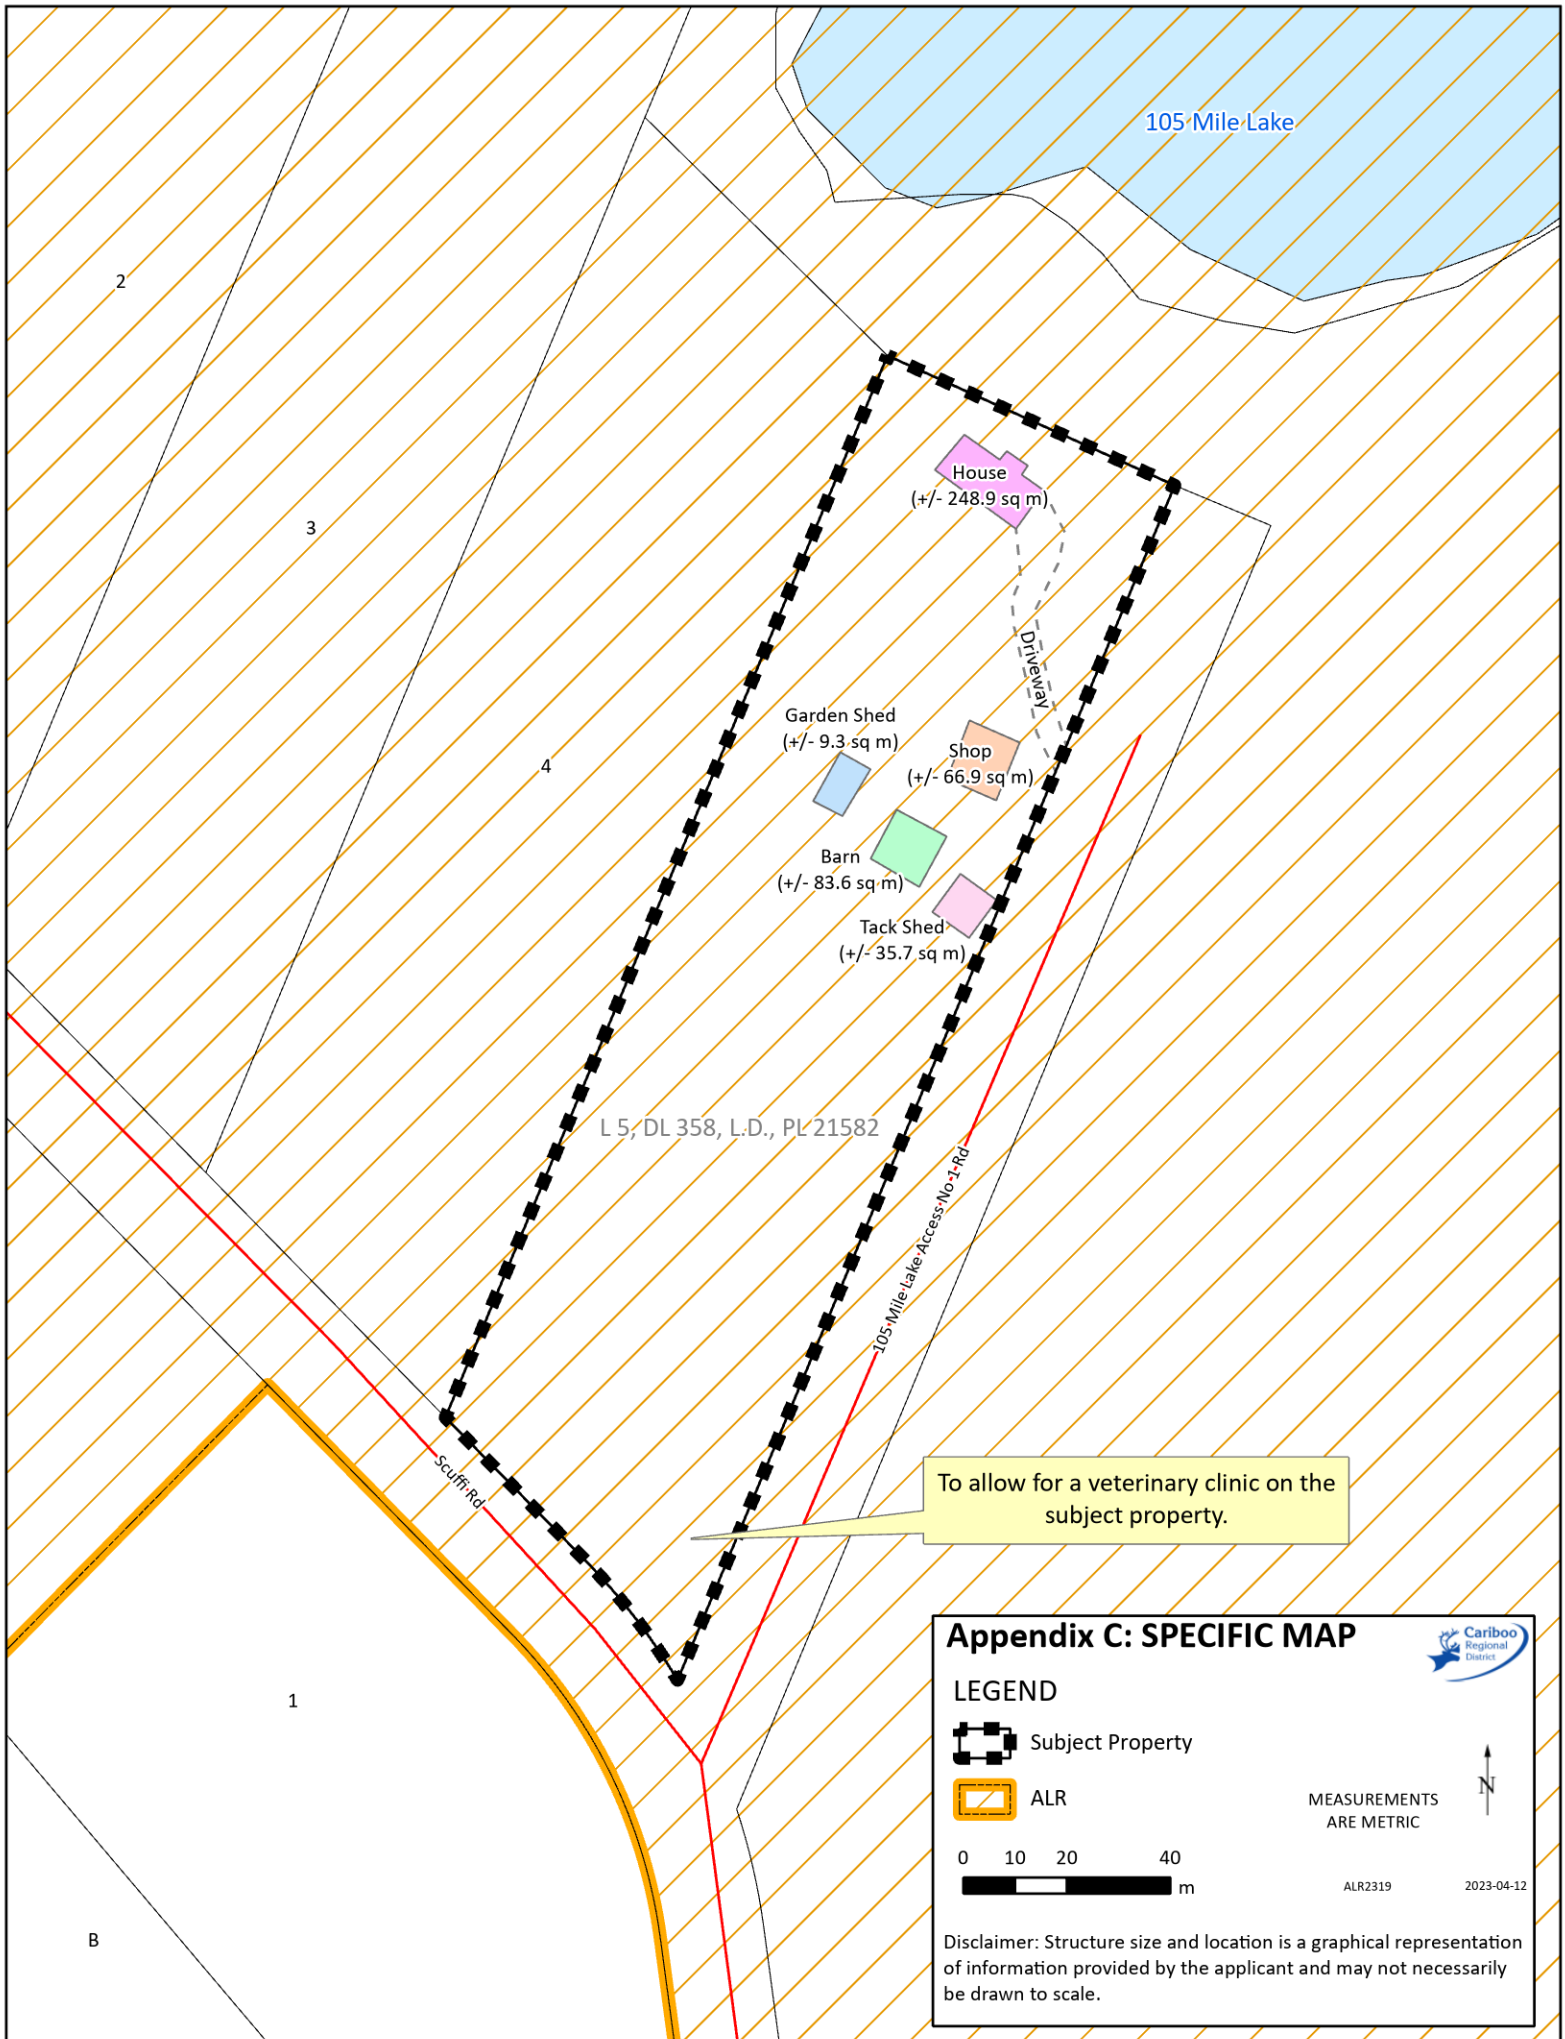 105 Mile Lake
2
3
4
House
(+/- 248.9 sq m)
Driveway
Garden Shed
(+/- 9.3 sq m)
Shop
(+/- 66.9 sq m)
Barn
(+/- 83.6 sq m)
Tack Shed
(+/- 35.7 sq m)
L 5, DL 358, L.D., PL 21582
105 Mile Lake Access No 1 Rd
Scuffi Rd
To allow for a veterinary clinic on the
subject property.
1
B
Appendix C: SPECIFIC MAP
Cariboo
Regional
District
LEGEND
Subject Property
ALR
N
MEASUREMENTS
ARE METRIC
0 10 20 40
m
ALR2319 2023-04-12
Disclaimer: Structure size and location is a graphical representation
of information provided by the applicant and may not necessarily
be drawn to scale.